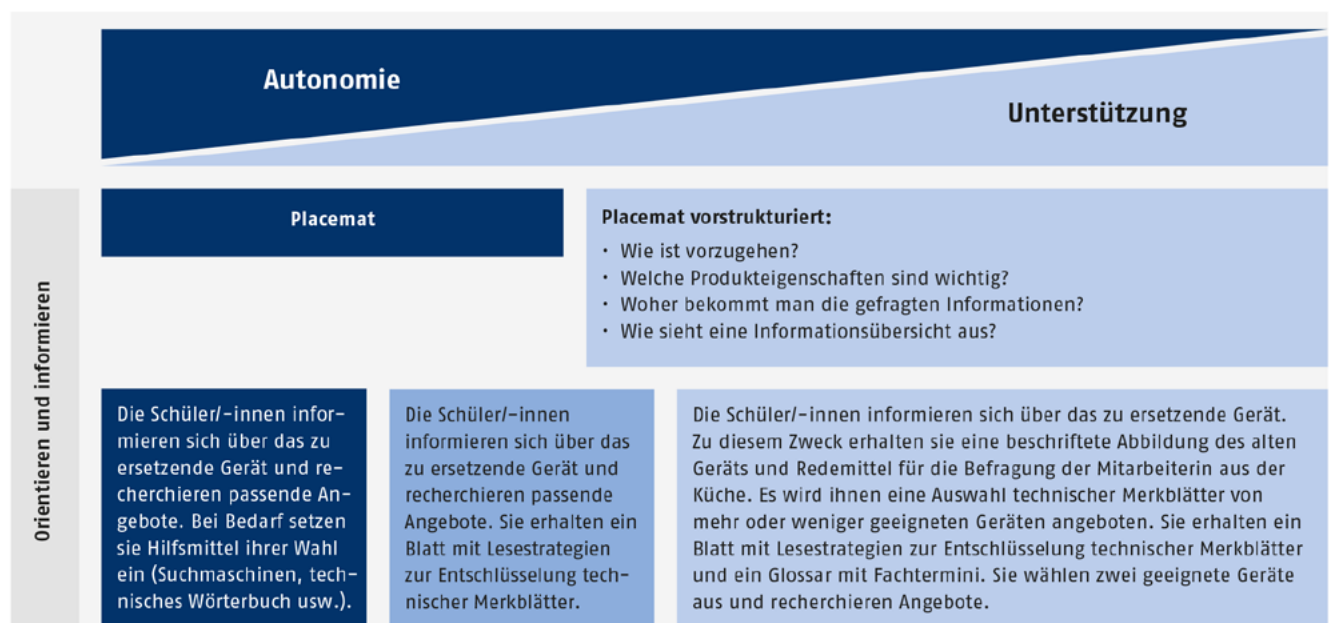 Autonomie
Unterstützung
Orientieren und informieren
Placemat
Placemat vorstrukturiert:
· Wie ist vorzugehen?
· Welche Produkteigenschaften sind wichtig?
· Woher bekommt man die gefragten Informationen?
· Wie sieht eine Informationsübersicht aus?
Die Schüler/-innen infor-
mieren sich über das zu
ersetzende Gerät und re-
cherchieren passende An-
gebote. Bei Bedarf setzen
sie Hilfsmittel ihrer Wahl
ein (Suchmaschinen, tech-
nisches Wörterbuch usw.).
Die Schüler/-innen
informieren sich über das
zu ersetzende Gerät und
recherchieren passende
Angebote. Sie erhalten ein
Blatt mit Lesestrategien
zur Entschlüsselung tech-
nischer Merkblätter.
Die Schüler/-innen informieren sich über das zu ersetzende Gerät.
Zu diesem Zweck erhalten sie eine beschriftete Abbildung des alten
Geräts und Redemittel für die Befragung der Mitarbeiterin aus der
Küche. Es wird ihnen eine Auswahl technischer Merkblätter von
mehr oder weniger geeigneten Geräten angeboten. Sie erhalten ein
Blatt mit Lesestrategien zur Entschlüsselung technischer Merkblätter
und ein Glossar mit Fachtermini. Sie wählen zwei geeignete Geräte
aus und recherchieren Angebote.